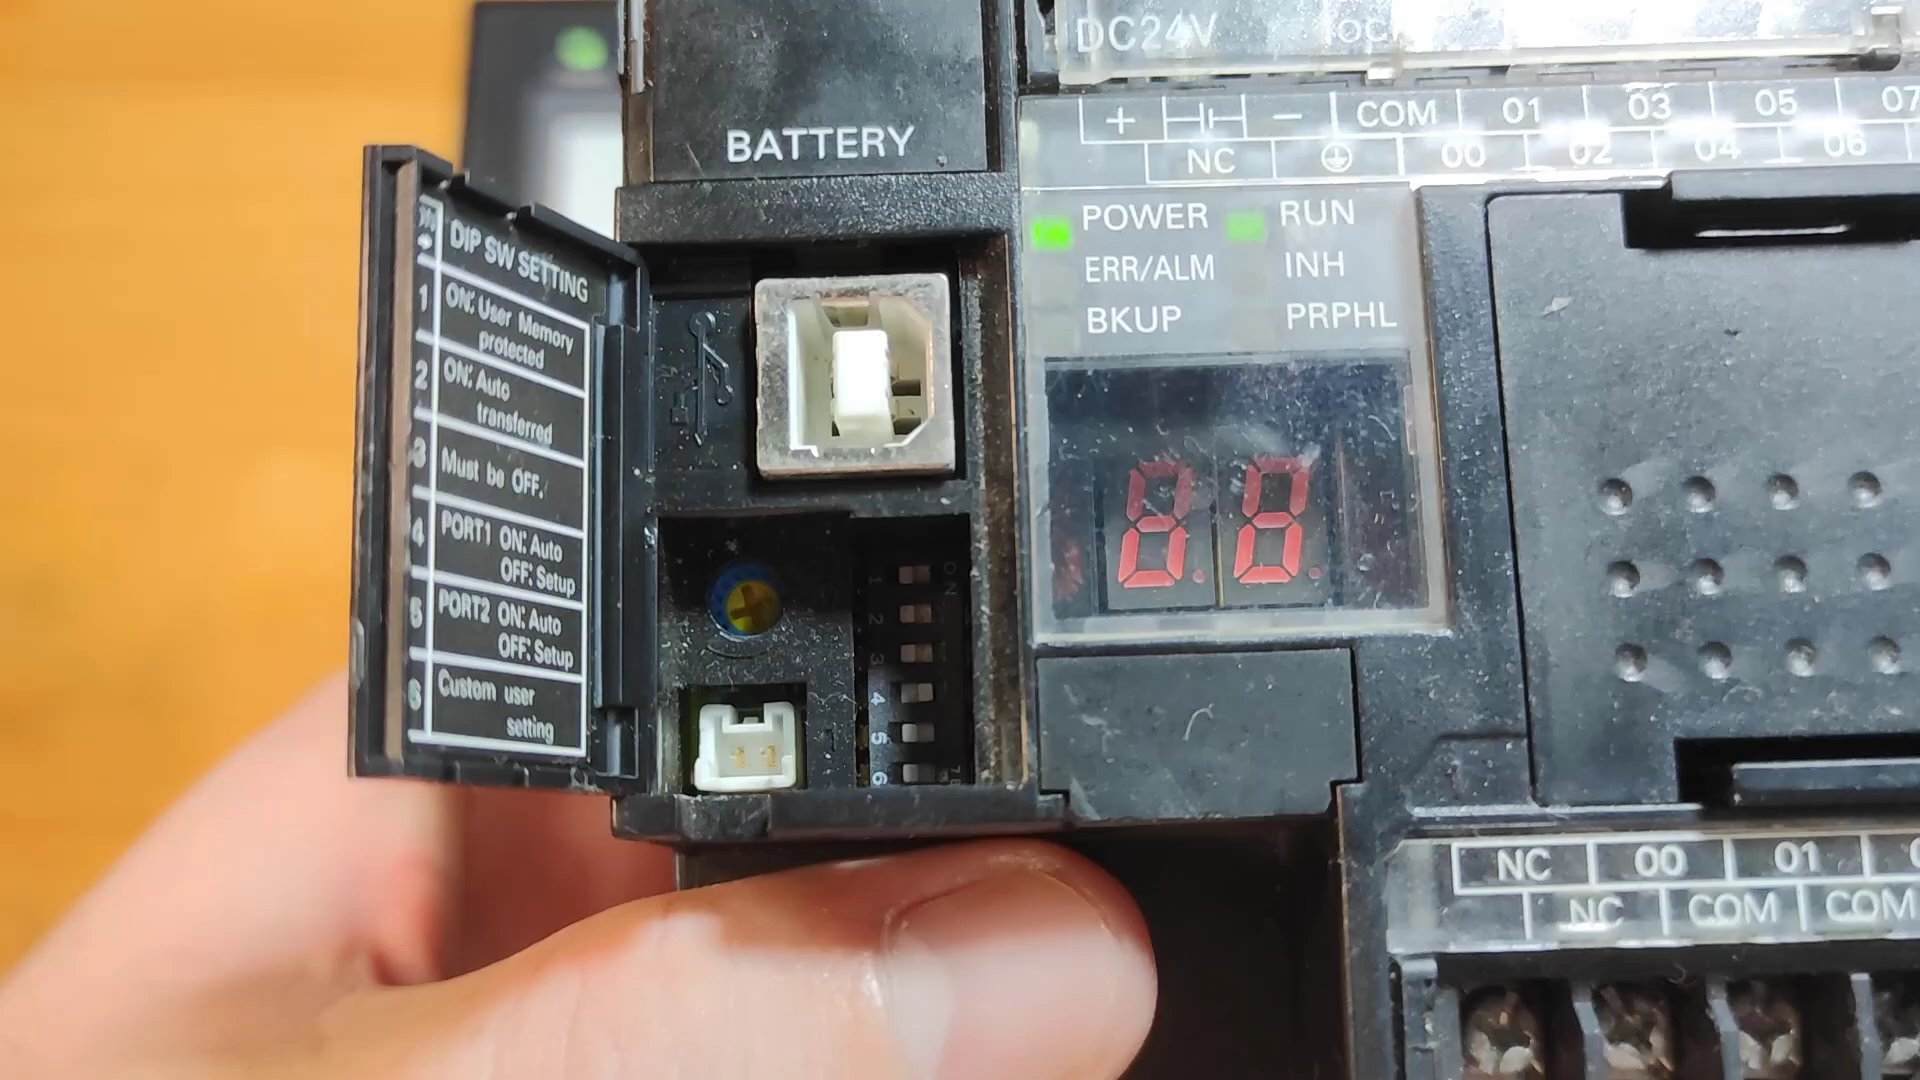 DC24V
BATTERY
+ − COM 01 03 05 07
NC 00 02 04 06
POWER RUN
ERR/ALM INH
BKUP PRPHL
DIP SW SETTING
1 ON: User Memory
protected
2 ON: Auto
transferred
3 Must be OFF.
4 PORT1 ON: Auto
OFF: Setup
5 PORT2 ON: Auto
OFF: Setup
6 Custom user
setting
ON
1
2
3
4
5
6
8.8.
NC 00 01
NC COM COM